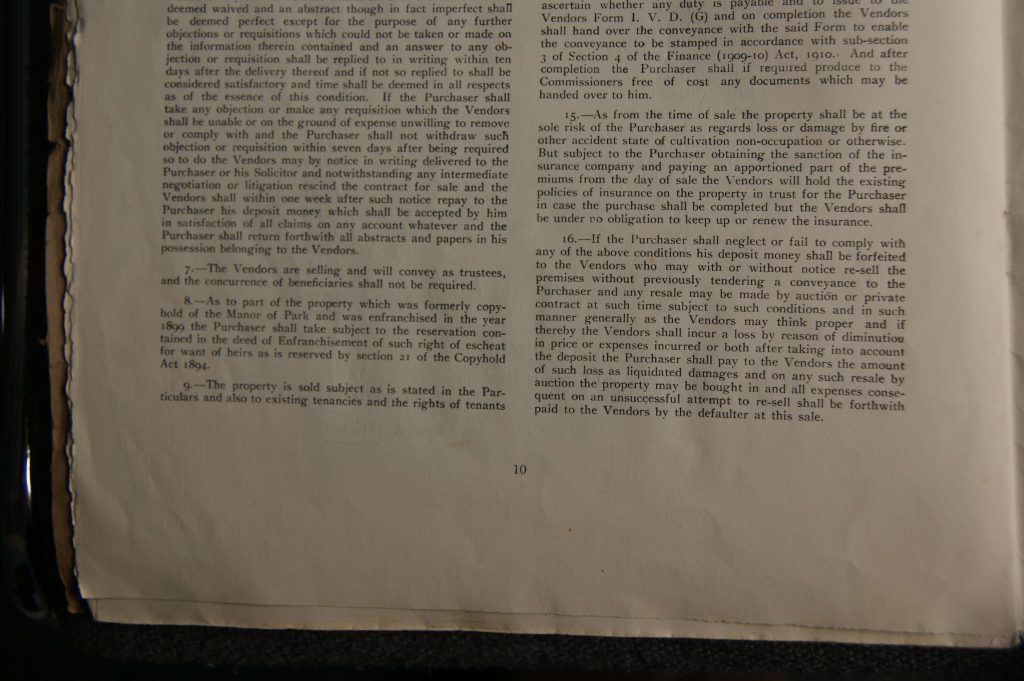 deemed waived and an abstract though in fact imperfect shall
be deemed perfect except for the purpose of any further
objections or requisitions which could not be taken or made on
the information therein contained and an answer to any ob-
jection or requisition shall be replied to in writing within ten
days after the delivery thereof and if not so replied to shall be
considered satisfactory and time shall be deemed in all respects
as of the essence of this condition. If the Purchaser shall
take any objection or make any requisition which the Vendors
shall be unable or on the ground of expense unwilling to remove
or comply with and the Purchaser shall not withdraw such
objection or requisition within seven days after being required
so to do the Vendors may by notice in writing delivered to the
Purchaser or his Solicitor and notwithstanding any intermediate
negotiation or litigation rescind the contract for sale and the
Vendors shall within one week after such notice repay to the
Purchaser his deposit money which shall be accepted by him
in satisfaction of all claims on any account whatever and the
Purchaser shall return forthwith all abstracts and papers in his
possession belonging to the Vendors.
7.—The Vendors are selling and will convey as trustees,
and the concurrence of beneficiaries shall not be required.
8.—As to part of the property which was formerly copy-
hold of the Manor of Park and was enfranchised in the year
1899 the Purchaser shall take subject to the reservation con-
tained in the deed of Enfranchisement of such right of escheat
for want of heirs as is reserved by section 21 of the Copyhold
Act 1894.
9.—The property is sold subject as is stated in the Par-
ticulars and also to existing tenancies and the rights of tenants
ascertain whether any duty is payable and to issue to the
Vendors Form I. V. D. (G) and on completion the Vendors
shall hand over the conveyance with the said Form to enable
the conveyance to be stamped in accordance with sub-section
3 of Section 4 of the Finance (1909-10) Act, 1910. And after
completion the Purchaser shall if required produce to the
Commissioners free of cost any documents which may be
handed over to him.
15.—As from the time of sale the property shall be at the
sole risk of the Purchaser as regards loss or damage by fire or
other accident state of cultivation non-occupation or otherwise.
But subject to the Purchaser obtaining the sanction of the in-
surance company and paying an apportioned part of the pre-
miums from the day of sale the Vendors will hold the existing
policies of insurance on the property in trust for the Purchaser
in case the purchase shall be completed but the Vendors shall
be under no obligation to keep up or renew the insurance.
16.—If the Purchaser shall neglect or fail to comply with
any of the above conditions his deposit money shall be forfeited
to the Vendors who may with or without notice re-sell the
premises without previously tendering a conveyance to the
Purchaser and any resale may be made by auction or private
contract at such time subject to such conditions and in such
manner generally as the Vendors may think proper and if
thereby the Vendors shall incur a loss by reason of diminution
in price or expenses incurred or both after taking into account
the deposit the Purchaser shall pay to the Vendors the amount
of such loss as liquidated damages and on any such resale by
auction the property may be bought in and all expenses conse-
quent on an unsuccessful attempt to re-sell shall be forthwith
paid to the Vendors by the defaulter at this sale.
10